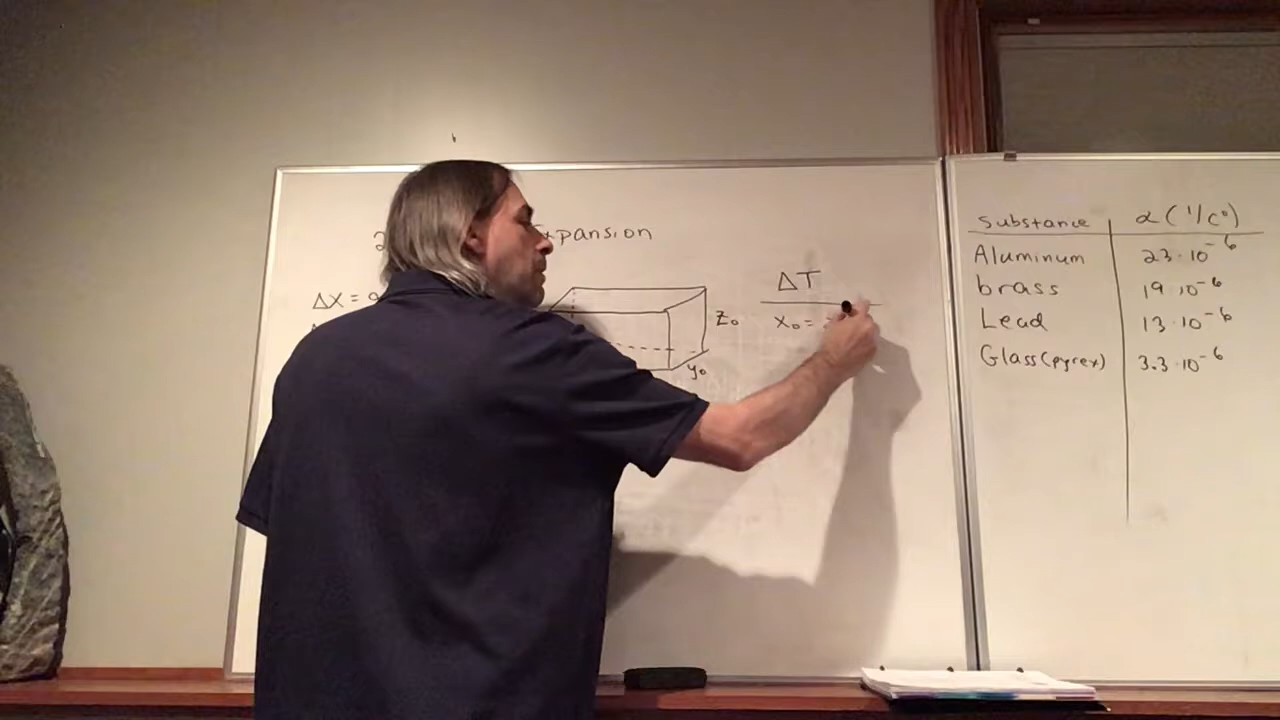 2
xpansion
ΔX =
ΔT
X₀ =
Z₀
y₀
Substance α (1/C°)
Aluminum 23·10⁻⁶
brass 19·10⁻⁶
Lead 13·10⁻⁶
Glass(pyrex) 3.3·10⁻⁶